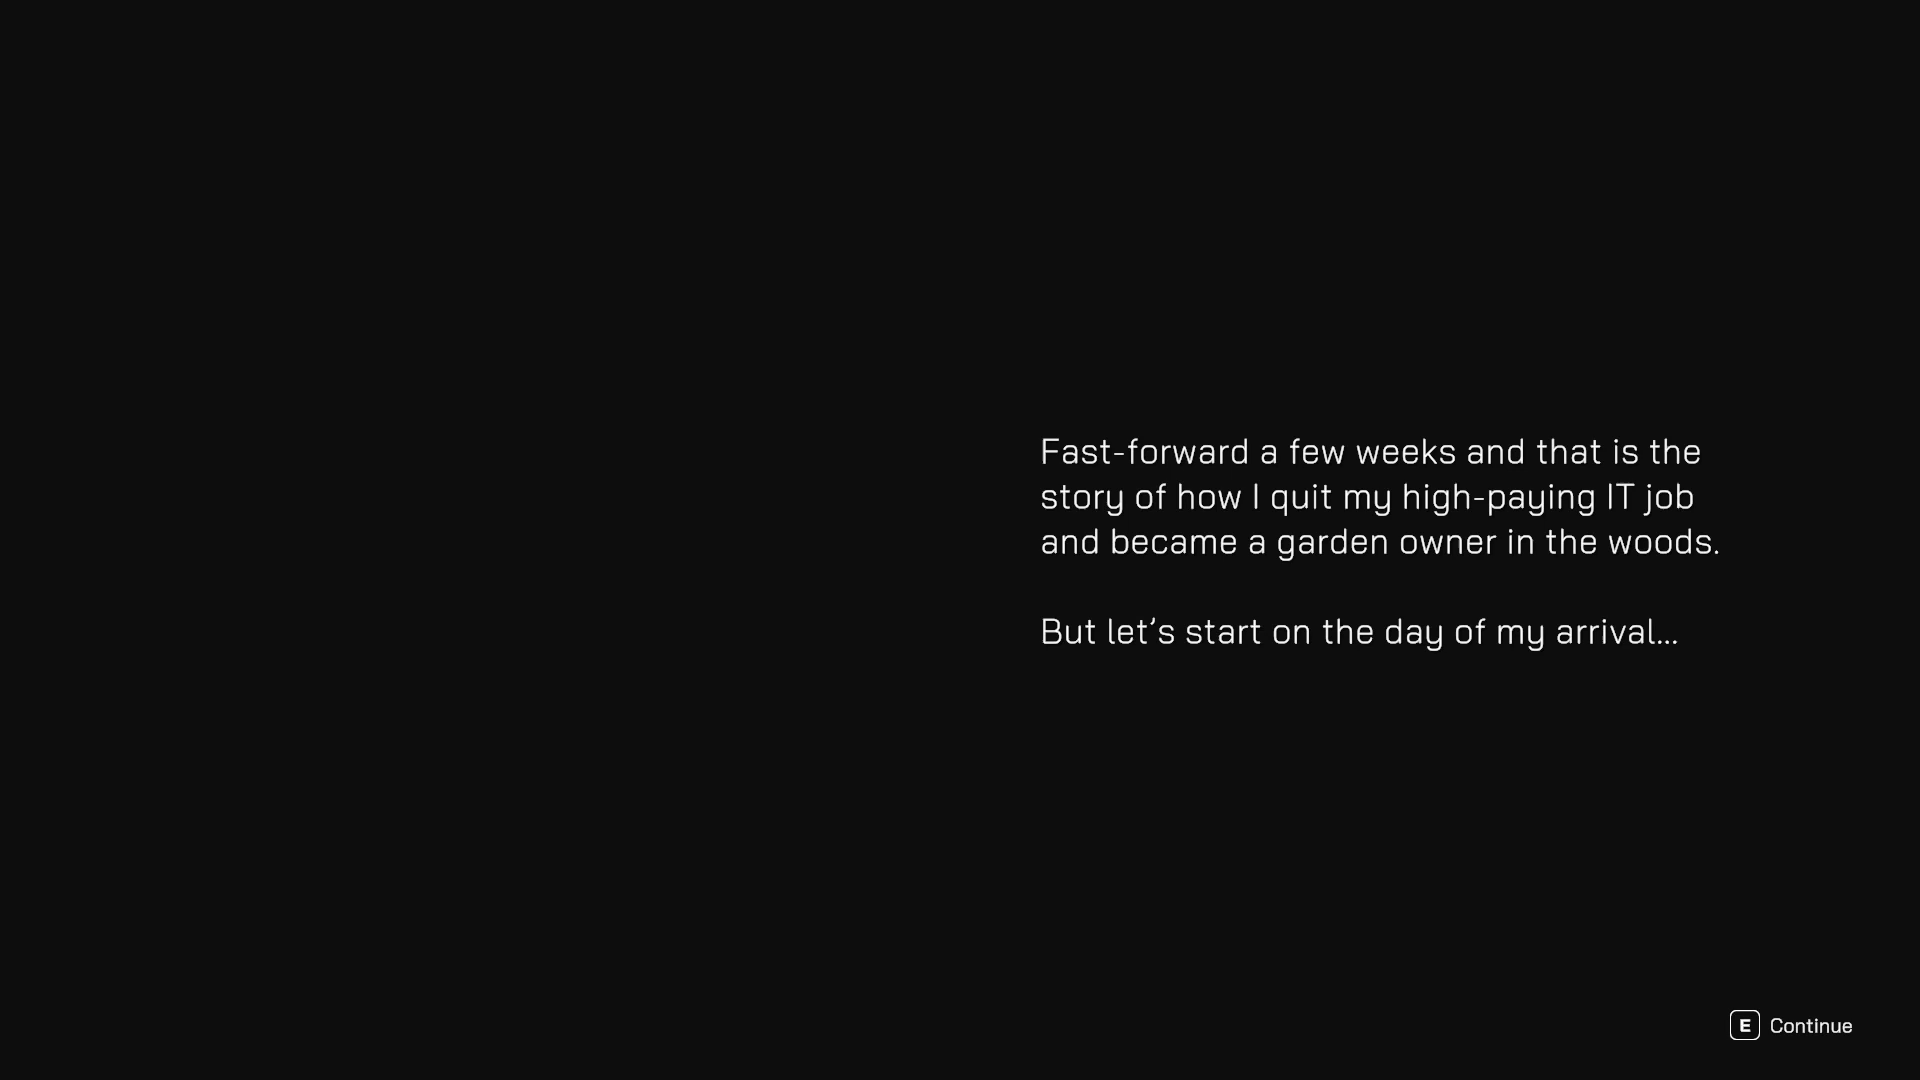 Fast-forward a few weeks and that is the
story of how I quit my high-paying IT job
and became a garden owner in the woods.
But let’s start on the day of my arrival...
E Continue